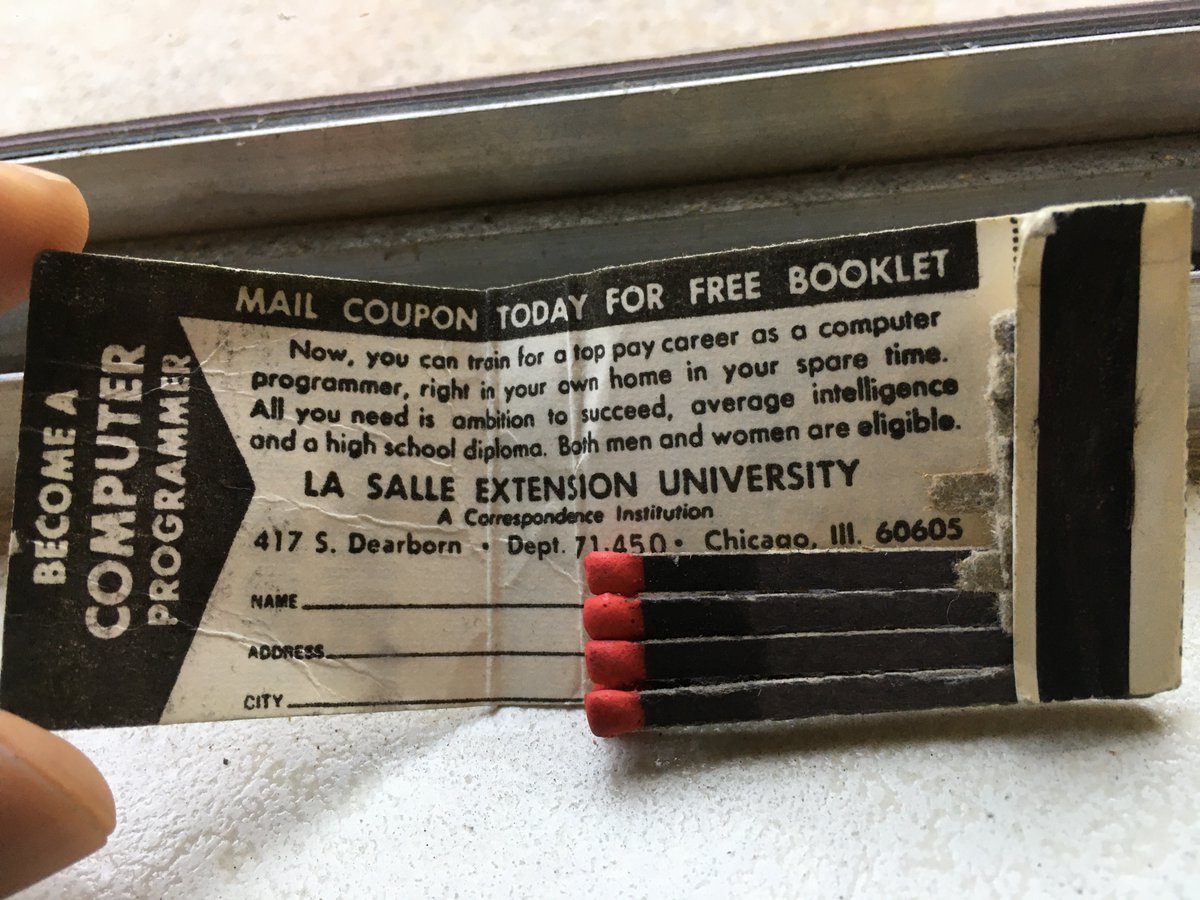 BECOME A
COMPUTER
PROGRAMMER
MAIL COUPON TODAY FOR FREE BOOKLET
Now, you can train for a top pay career as a computer
programmer, right in your own home in your spare time.
All you need is ambition to succeed, average intelligence
and a high school diploma. Both men and women are eligible.
LA SALLE EXTENSION UNIVERSITY
A Correspondence Institution
417 S. Dearborn • Dept. 71-450 • Chicago, Ill. 60605
NAME
ADDRESS
CITY